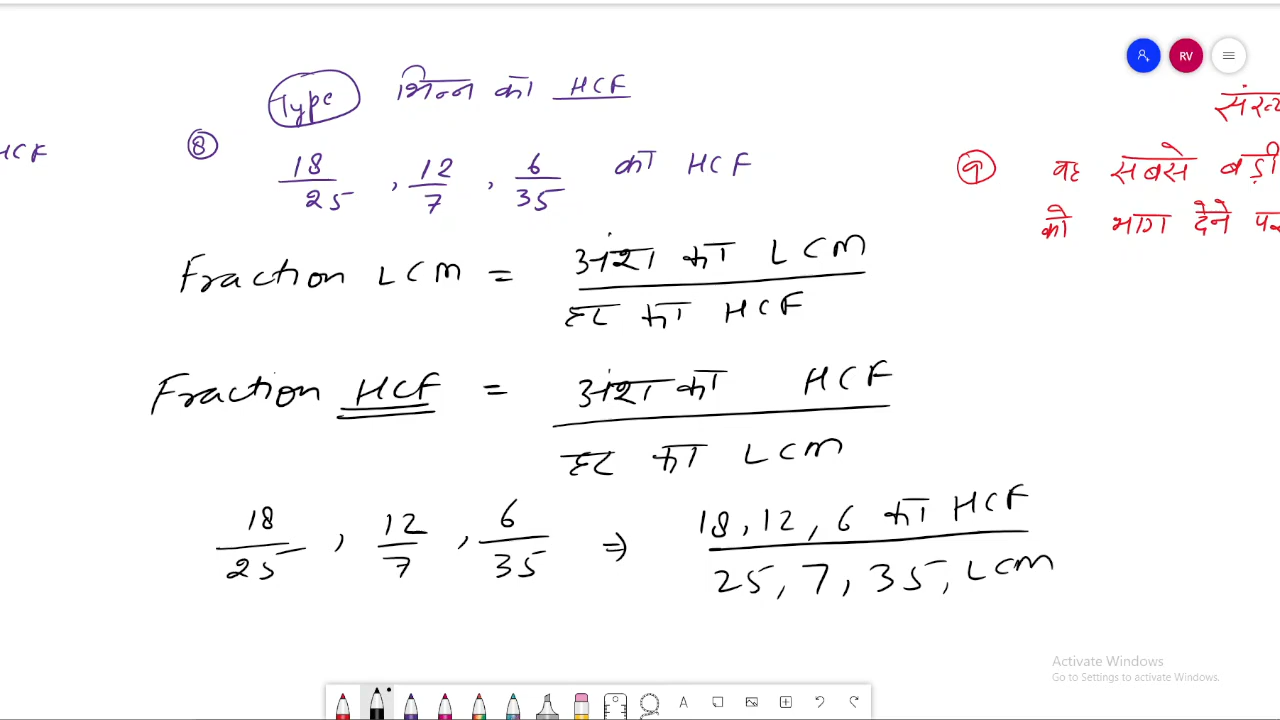 RV
Type भिन्न का HCF
HCF
⑧
18/25 , 12/7 , 6/35 का HCF
Fraction LCM = अंश का LCM / हर का HCF
Fraction HCF = अंश का HCF / हर का LCM
18/25 , 12/7 , 6/35 ⇒ 18, 12, 6 का HCF / 25, 7, 35, LCM
९ वह सबसे बड़ी
को भाग देने पर
Activate Windows
Go to Settings to activate Windows.
A